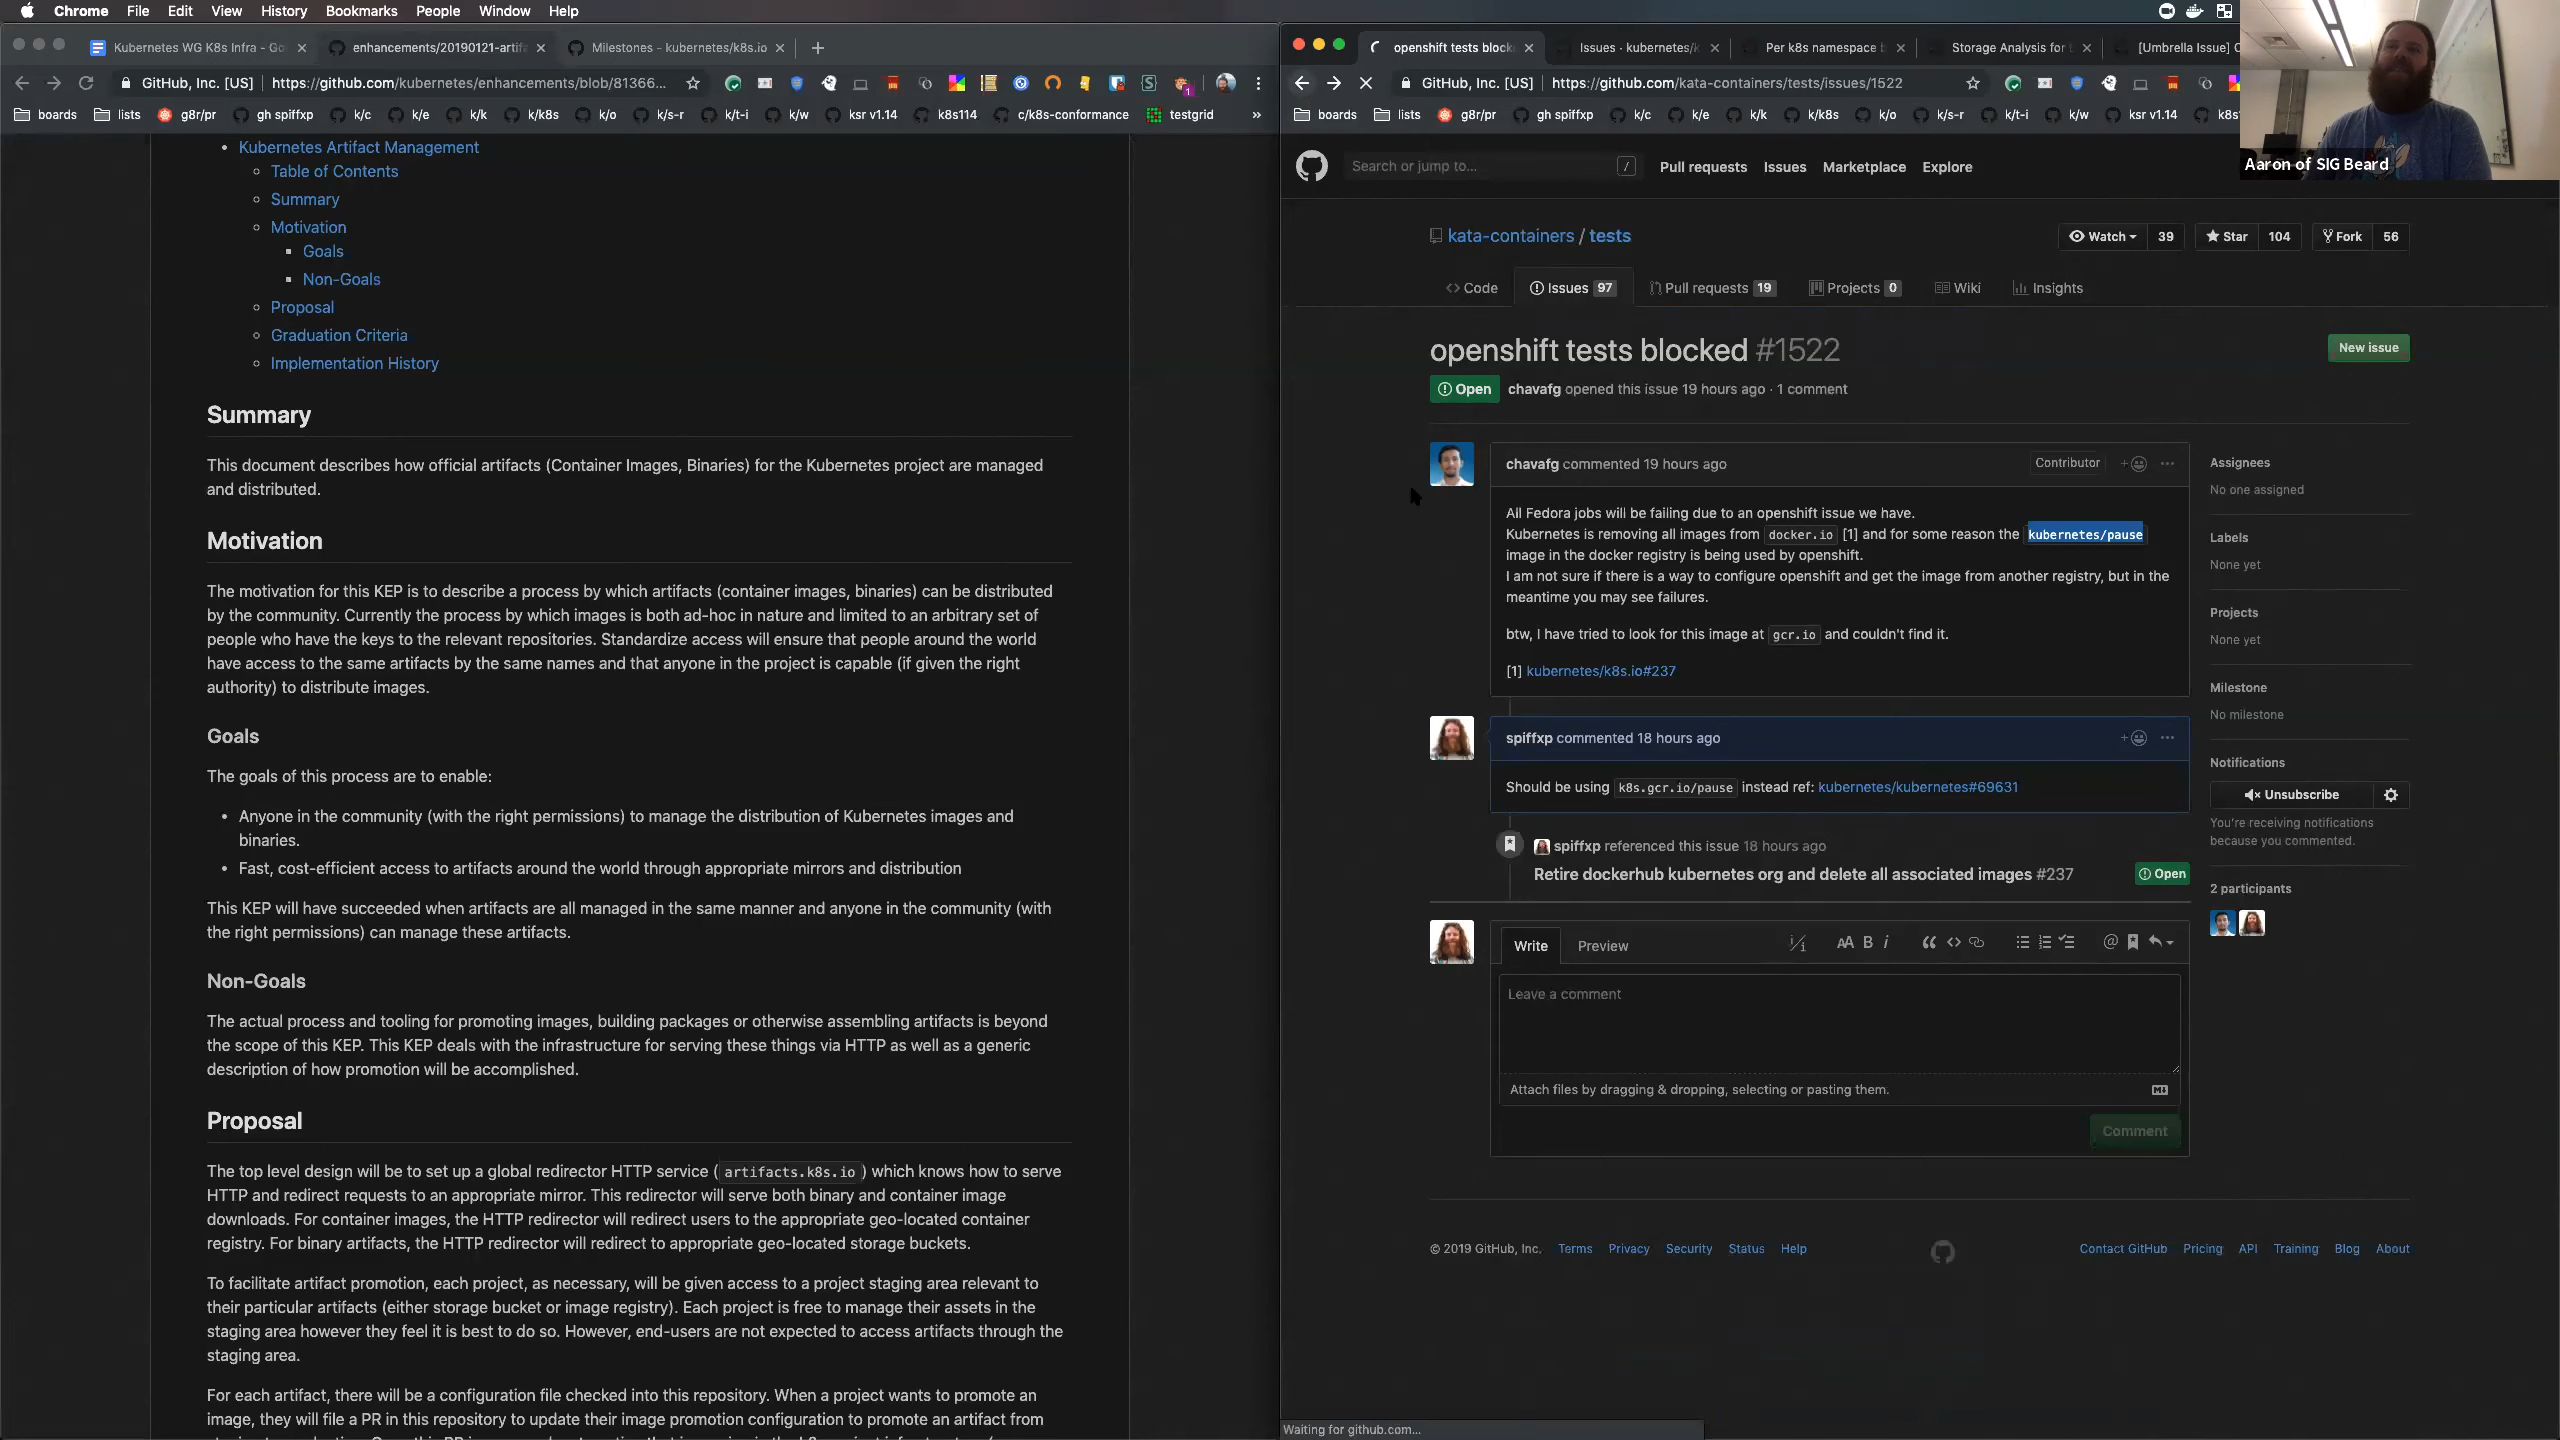 Chrome File Edit View History Bookmarks People Window Help
Kubernetes WG K8s Infra - Go
enhancements/20190121-artif
Milestones - kubernetes/k8s.io
GitHub, Inc. [US] https://github.com/kubernetes/enhancements/blob/81366...
boards lists g8r/pr gh spiffxp k/c k/e k/k k/k8s k/o k/s-r k/t-i k/w ksr v1.14 k8s114 c/k8s-conformance testgrid »
Kubernetes Artifact Management
Table of Contents
Summary
Motivation
Goals
Non-Goals
Proposal
Graduation Criteria
Implementation History
Summary
This document describes how official artifacts (Container Images, Binaries) for the Kubernetes project are managed
and distributed.
Motivation
The motivation for this KEP is to describe a process by which artifacts (container images, binaries) can be distributed
by the community. Currently the process by which images is both ad-hoc in nature and limited to an arbitrary set of
people who have the keys to the relevant repositories. Standardize access will ensure that people around the world
have access to the same artifacts by the same names and that anyone in the project is capable (if given the right
authority) to distribute images.
Goals
The goals of this process are to enable:
Anyone in the community (with the right permissions) to manage the distribution of Kubernetes images and
binaries.
Fast, cost-efficient access to artifacts around the world through appropriate mirrors and distribution
This KEP will have succeeded when artifacts are all managed in the same manner and anyone in the community (with
the right permissions) can manage these artifacts.
Non-Goals
The actual process and tooling for promoting images, building packages or otherwise assembling artifacts is beyond
the scope of this KEP. This KEP deals with the infrastructure for serving these things via HTTP as well as a generic
description of how promotion will be accomplished.
Proposal
The top level design will be to set up a global redirector HTTP service ( artifacts.k8s.io ) which knows how to serve
HTTP and redirect requests to an appropriate mirror. This redirector will serve both binary and container image
downloads. For container images, the HTTP redirector will redirect users to the appropriate geo-located container
registry. For binary artifacts, the HTTP redirector will redirect to appropriate geo-located storage buckets.
To facilitate artifact promotion, each project, as necessary, will be given access to a project staging area relevant to
their particular artifacts (either storage bucket or image registry). Each project is free to manage their assets in the
staging area however they feel it is best to do so. However, end-users are not expected to access artifacts through the
staging area.
For each artifact, there will be a configuration file checked into this repository. When a project wants to promote an
image, they will file a PR in this repository to update their image promotion configuration to promote an artifact from
openshift tests block
Issues · kubernetes/k
Per k8s namespace b
Storage Analysis for
[Umbrella Issue] C
GitHub, Inc. [US] https://github.com/kata-containers/tests/issues/1522
boards lists g8r/pr gh spiffxp k/c k/e k/k k/k8s k/o k/s-r k/t-i k/w ksr v1.14 k8s1
Aaron of SIG Beard
Search or jump to... / Pull requests Issues Marketplace Explore
kata-containers / tests
Watch 39 Star 104 Fork 56
Code Issues 97 Pull requests 19 Projects 0 Wiki Insights
openshift tests blocked #1522
New issue
Open chavafg opened this issue 19 hours ago · 1 comment
chavafg commented 19 hours ago Contributor
All Fedora jobs will be failing due to an openshift issue we have.
Kubernetes is removing all images from docker.io [1] and for some reason the kubernetes/pause
image in the docker registry is being used by openshift.
I am not sure if there is a way to configure openshift and get the image from another registry, but in the
meantime you may see failures.
btw, I have tried to look for this image at gcr.io and couldn't find it.
[1] kubernetes/k8s.io#237
spiffxp commented 18 hours ago
Should be using k8s.gcr.io/pause instead ref: kubernetes/kubernetes#69631
spiffxp referenced this issue 18 hours ago
Retire dockerhub kubernetes org and delete all associated images #237 Open
Write Preview
Leave a comment
Attach files by dragging & dropping, selecting or pasting them.
Comment
Assignees
No one assigned
Labels
None yet
Projects
None yet
Milestone
No milestone
Notifications
Unsubscribe
You're receiving notifications
because you commented.
2 participants
© 2019 GitHub, Inc. Terms Privacy Security Status Help
Contact GitHub Pricing API Training Blog About
Waiting for github.com...